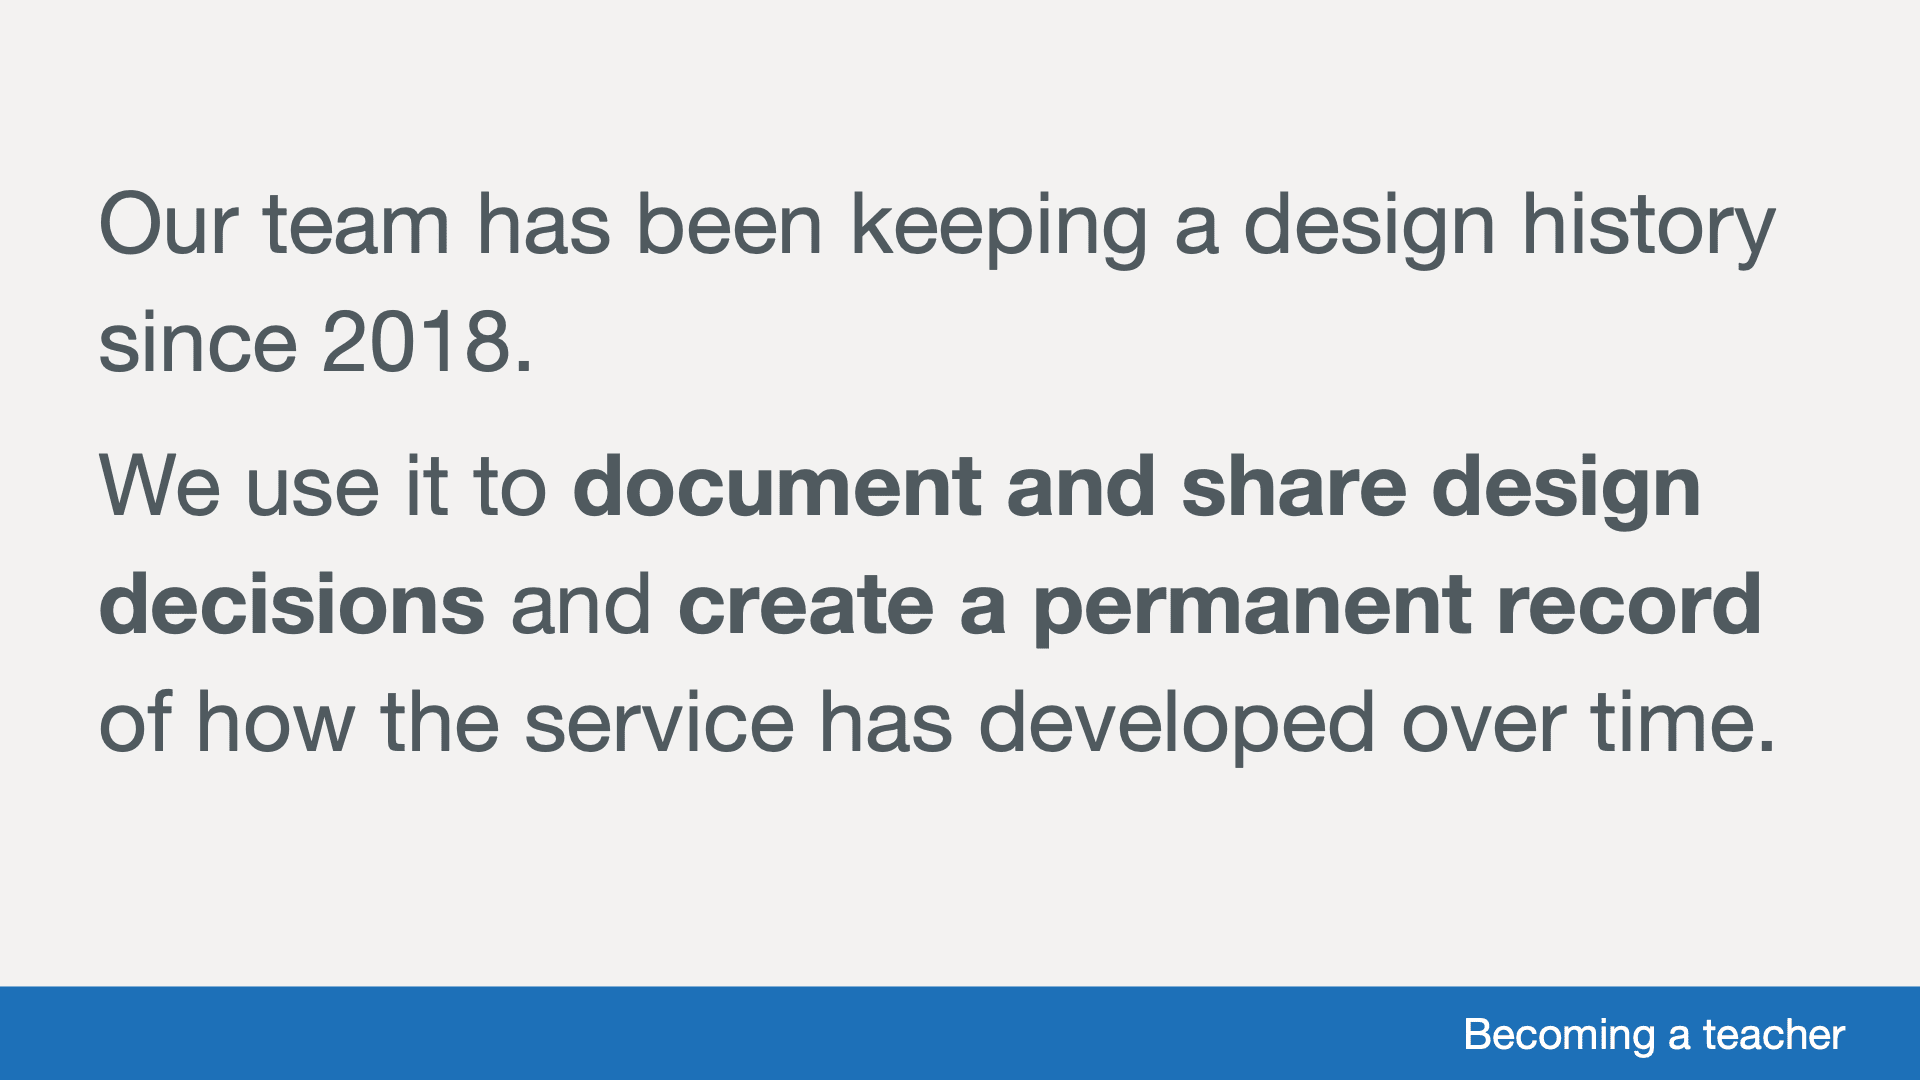 Our team has been keeping a design history
since 2018.
We use it to document and share design
decisions and create a permanent record
of how the service has developed over time.
Becoming a teacher